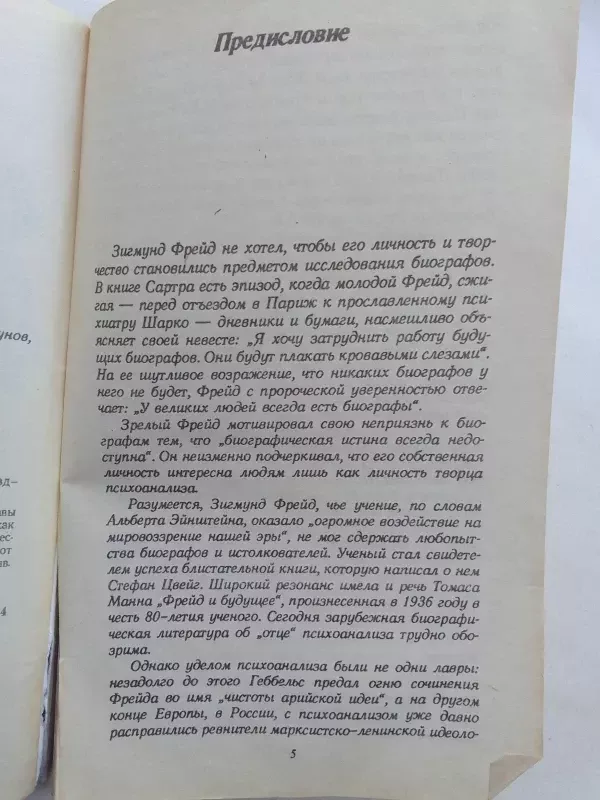 Предисловие
Зигмунд Фрейд не хотел, чтобы его личность и твор-
чество становились предметом исследования биографов.
В книге Сартра есть эпизод, когда молодой Фрейд, сжи-
гая — перед отъездом в Париж к прославленному пси-
хиатру Шарко — дневники и бумаги, насмешливо объ-
ясняет своей невесте: „Я хочу затруднить работу буду-
щих биографов. Они будут плакать кровавыми слезами“.
На ее шутливое возражение, что никаких биографов у
него не будет, Фрейд с пророческой уверенностью отве-
чает: „У великих людей всегда есть биографы“.
Зрелый Фрейд мотивировал свою неприязнь к био-
графам тем, что „биографическая истина всегда недо-
ступна“. Он неизменно подчеркивал, что его собственная
личность интересна людям лишь как личность творца
психоанализа.
Разумеется, Зигмунд Фрейд, чье учение, по словам
Альберта Эйнштейна, оказало „огромное воздействие на
мировоззрение нашей эры“, не мог сдержать любопыт-
ства биографов и истолкователей. Ученый стал свидете-
лем успеха блистательной книги, которую написал о нем
Стефан Цвейг. Широкий резонанс имела и речь Томаса
Манна „Фрейд и будущее“, произнесенная в 1936 году в
честь 80-летия ученого. Сегодня зарубежная биографи-
ческая литература об „отце“ психоанализа трудно обо-
зрима.
Однако уделом психоанализа были не одни лавры:
незадолго до этого Геббельс предал огню сочинения
Фрейда во имя „чистоты арийской идеи“, а на другом
конце Европы, в России, с психоанализом уже давно
расправились ревнители марксистско-ленинской идеоло-
5
унов,
ад-
вы
как
ес-
от
ив.
4